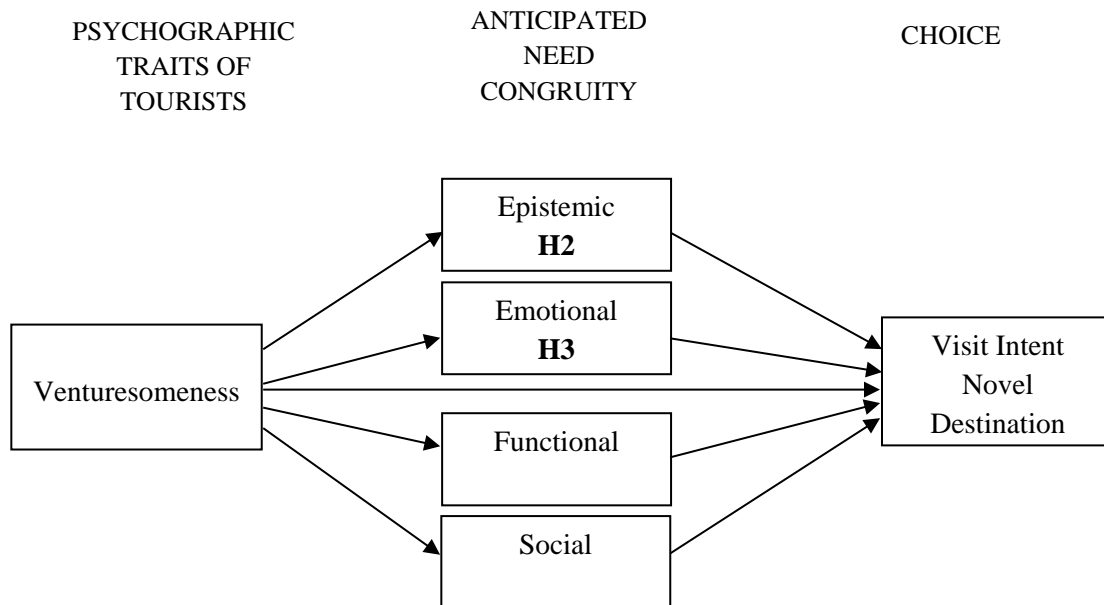 PSYCHOGRAPHIC
TRAITS OF
TOURISTS
ANTICIPATED
NEED
CONGRUITY
CHOICE
Epistemic
H2
Emotional
H3
Venturesomeness
Functional
Social
Visit Intent
Novel
Destination